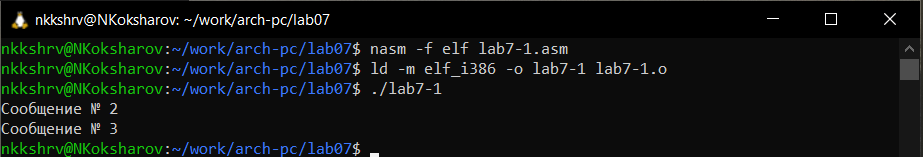 nkkshrv@NKoksharov: ~/work/arch-pc/lab07
nkkshrv@NKoksharov:~/work/arch-pc/lab07$ nasm -f elf lab7-1.asm
nkkshrv@NKoksharov:~/work/arch-pc/lab07$ ld -m elf_i386 -o lab7-1 lab7-1.o
nkkshrv@NKoksharov:~/work/arch-pc/lab07$ ./lab7-1
Сообщение № 2
Сообщение № 3
nkkshrv@NKoksharov:~/work/arch-pc/lab07$